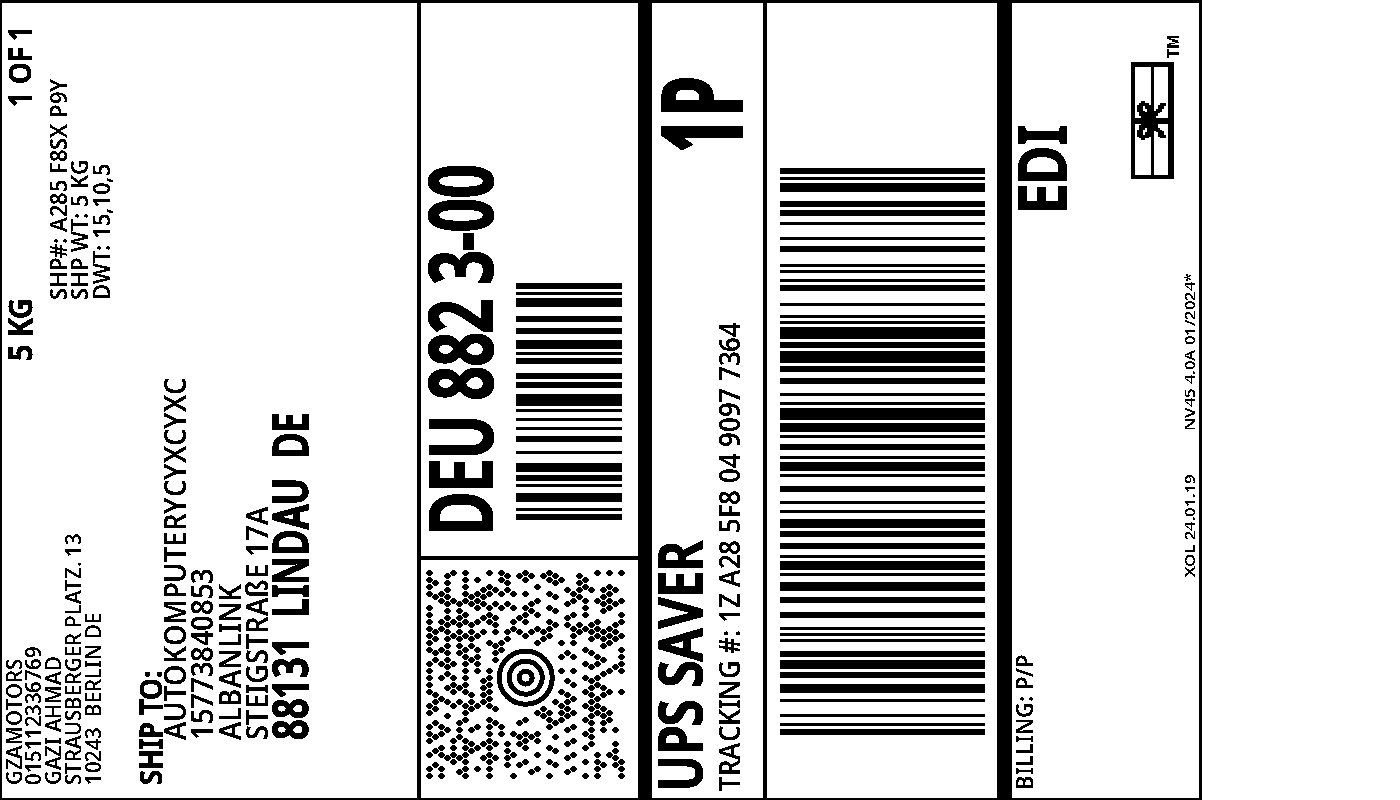 GZAMOTORS
015112336769
GAZI AHMAD
STRAUSBERGER PLATZ. 13
10243 BERLIN DE
5 KG
1 OF 1
SHP#: A285 F8SX P9Y
SHP WT: 5 KG
DWT: 15,10,5
SHIP TO:
AUTOKOMPUTERYCYXCYXC
15773840853
ALBANLINK
STEIGSTRAßE 17A
88131 LINDAU DE
DEU 882 3-00
UPS SAVER
1P
TRACKING #: 1Z A28 5F8 04 9097 7364
BILLING: P/P
EDI
TM
XOL 24.01.19 NV45 4.0A 01/2024*